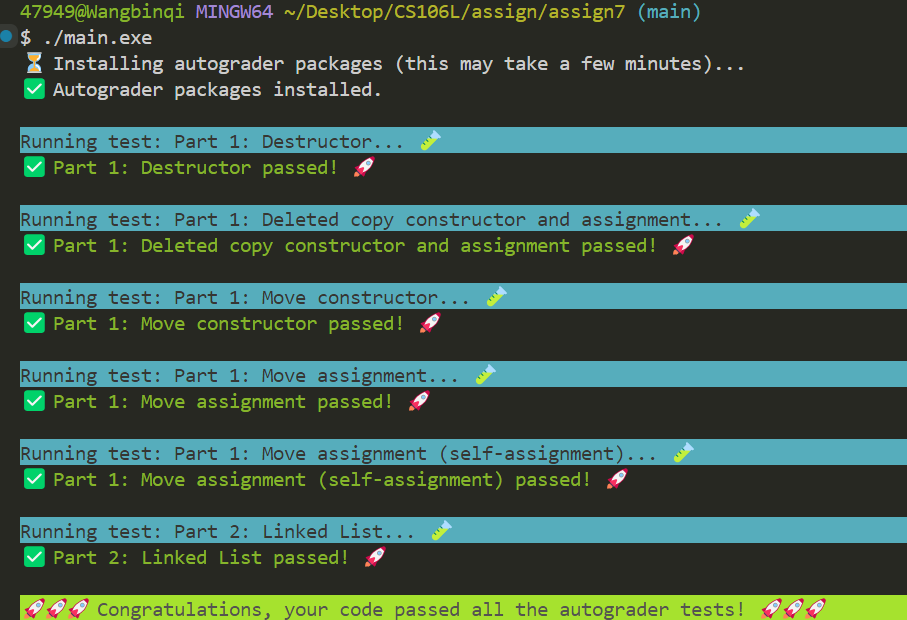 47949@Wangbinqi MINGW64 ~/Desktop/CS106L/assign/assign7 (main)
$ ./main.exe
⏳ Installing autograder packages (this may take a few minutes)...
✅ Autograder packages installed.
Running test: Part 1: Destructor... 🧪
✅ Part 1: Destructor passed! 🚀
Running test: Part 1: Deleted copy constructor and assignment... 🧪
✅ Part 1: Deleted copy constructor and assignment passed! 🚀
Running test: Part 1: Move constructor... 🧪
✅ Part 1: Move constructor passed! 🚀
Running test: Part 1: Move assignment... 🧪
✅ Part 1: Move assignment passed! 🚀
Running test: Part 1: Move assignment (self-assignment)... 🧪
✅ Part 1: Move assignment (self-assignment) passed! 🚀
Running test: Part 2: Linked List... 🧪
✅ Part 2: Linked List passed! 🚀
🚀🚀🚀 Congratulations, your code passed all the autograder tests! 🚀🚀🚀